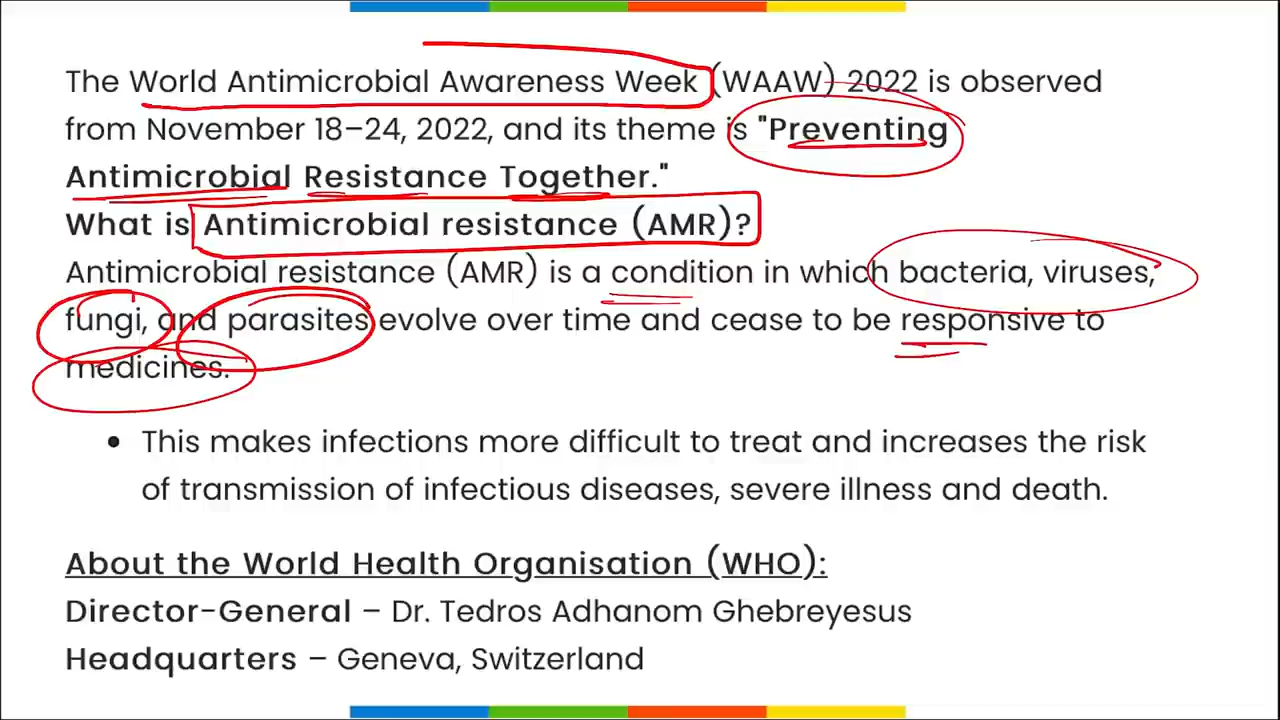 The World Antimicrobial Awareness Week (WAAW) 2022 is observed
from November 18–24, 2022, and its theme is "Preventing
Antimicrobial Resistance Together."
What is Antimicrobial resistance (AMR)?
Antimicrobial resistance (AMR) is a condition in which bacteria, viruses,
fungi, and parasites evolve over time and cease to be responsive to
medicines.
• This makes infections more difficult to treat and increases the risk
of transmission of infectious diseases, severe illness and death.
About the World Health Organisation (WHO):
Director-General – Dr. Tedros Adhanom Ghebreyesus
Headquarters – Geneva, Switzerland